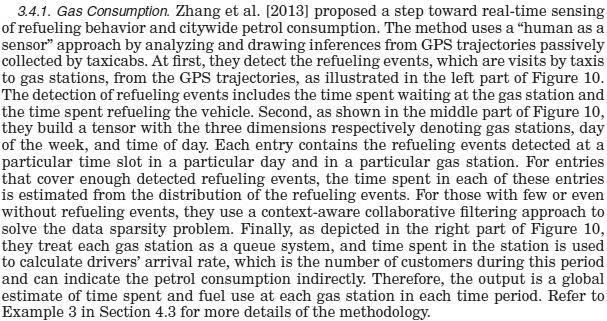 3.4.1. Gas Consumption. Zhang et al. [2013] proposed a step toward real-time sensing
of refueling behavior and citywide petrol consumption. The method uses a “human as a
sensor” approach by analyzing and drawing inferences from GPS trajectories passively
collected by taxicabs. At first, they detect the refueling events, which are visits by taxis
to gas stations, from the GPS trajectories, as illustrated in the left part of Figure 10.
The detection of refueling events includes the time spent waiting at the gas station and
the time spent refueling the vehicle. Second, as shown in the middle part of Figure 10,
they build a tensor with the three dimensions respectively denoting gas stations, day
of the week, and time of day. Each entry contains the refueling events detected at a
particular time slot in a particular day and in a particular gas station. For entries
that cover enough detected refueling events, the time spent in each of these entries
is estimated from the distribution of the refueling events. For those with few or even
without refueling events, they use a context-aware collaborative filtering approach to
solve the data sparsity problem. Finally, as depicted in the right part of Figure 10,
they treat each gas station as a queue system, and time spent in the station is used
to calculate drivers’ arrival rate, which is the number of customers during this period
and can indicate the petrol consumption indirectly. Therefore, the output is a global
estimate of time spent and fuel use at each gas station in each time period. Refer to
Example 3 in Section 4.3 for more details of the methodology.